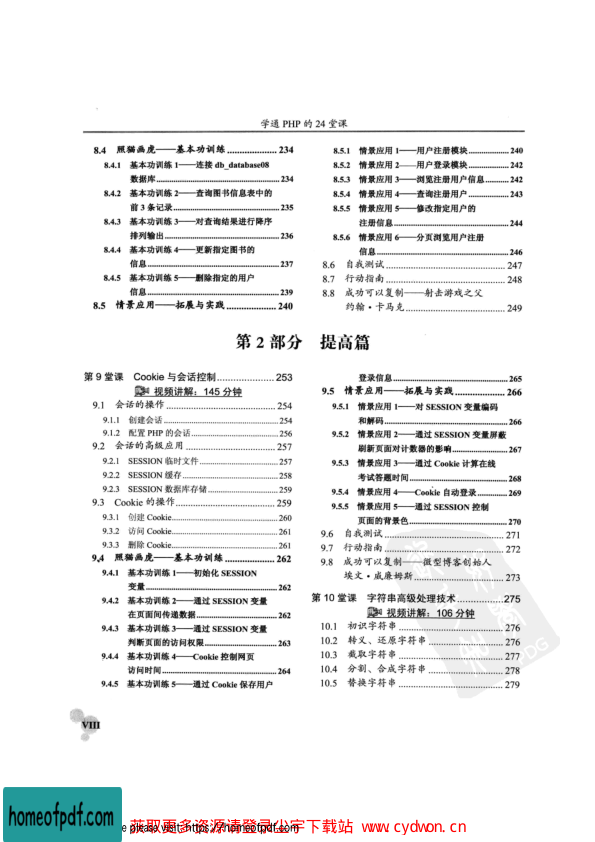 学通 PHP 的 24 堂课
8.4 照猫画虎——基本功训练 .................... 234
8.4.1 基本功训练 1——连接 db_database08
数据库.................... 234
8.4.2 基本功训练 2——查询图书信息表中的
前 3 条记录.................... 235
8.4.3 基本功训练 3——对查询结果进行降序
排列输出.................... 236
8.4.4 基本功训练 4——更新指定图书的
信息.................... 237
8.4.5 基本功训练 5——删除指定的用户
信息.................... 239
8.5 情景应用——拓展与实践.................... 240
8.5.1 情景应用 1——用户注册模块.................... 240
8.5.2 情景应用 2——用户登录模块.................... 242
8.5.3 情景应用 3——浏览注册用户信息.................... 242
8.5.4 情景应用 4——查询注册用户.................... 243
8.5.5 情景应用 5——修改指定用户的
注册信息.................... 244
8.5.6 情景应用 6——分页浏览用户注册
信息.................... 246
8.6 自我测试.................... 247
8.7 行动指南.................... 248
8.8 成功可以复制——射击游戏之父
约翰·卡马克.................... 249
第 2 部分 提高篇
第 9 堂课 Cookie 与会话控制.................... 253
视频讲解：145 分钟
9.1 会话的操作.................... 254
9.1.1 创建会话.................... 254
9.1.2 配置 PHP 的会话.................... 256
9.2 会话的高级应用.................... 257
9.2.1 SESSION 临时文件.................... 257
9.2.2 SESSION 缓存.................... 258
9.2.3 SESSION 数据库存储.................... 259
9.3 Cookie 的操作.................... 259
9.3.1 创建 Cookie.................... 260
9.3.2 访问 Cookie.................... 261
9.3.3 删除 Cookie.................... 261
9.4 照猫画虎——基本功训练.................... 262
9.4.1 基本功训练 1——初始化 SESSION
变量.................... 262
9.4.2 基本功训练 2——通过 SESSION 变量
在页面间传递数据.................... 262
9.4.3 基本功训练 3——通过 SESSION 变量
判断页面的访问权限.................... 263
9.4.4 基本功训练 4——Cookie 控制网页
访问时间.................... 264
9.4.5 基本功训练 5——通过 Cookie 保存用户
登录信息.................... 265
9.5 情景应用——拓展与实践.................... 266
9.5.1 情景应用 1——对 SESSION 变量编码
和解码.................... 266
9.5.2 情景应用 2——通过 SESSION 变量屏蔽
刷新页面对计数器的影响.................... 267
9.5.3 情景应用 3——通过 Cookie 计算在线
考试答题时间.................... 268
9.5.4 情景应用 4——Cookie 自动登录.................... 269
9.5.5 情景应用 5——通过 SESSION 控制
页面的背景色.................... 270
9.6 自我测试.................... 271
9.7 行动指南.................... 272
9.8 成功可以复制——微型博客创始人
埃文·威廉姆斯.................... 273
第 10 堂课 字符串高级处理技术.................... 275
视频讲解：106 分钟
10.1 初识字符串.................... 276
10.2 转义、还原字符串.................... 276
10.3 截取字符串.................... 277
10.4 分割、合成字符串.................... 278
10.5 替换字符串.................... 279
VIII
homeofpdf.com
please visit: https://homeofpdf.com
获取更多资源请登录尘宇下载站 www.cydwon.cn